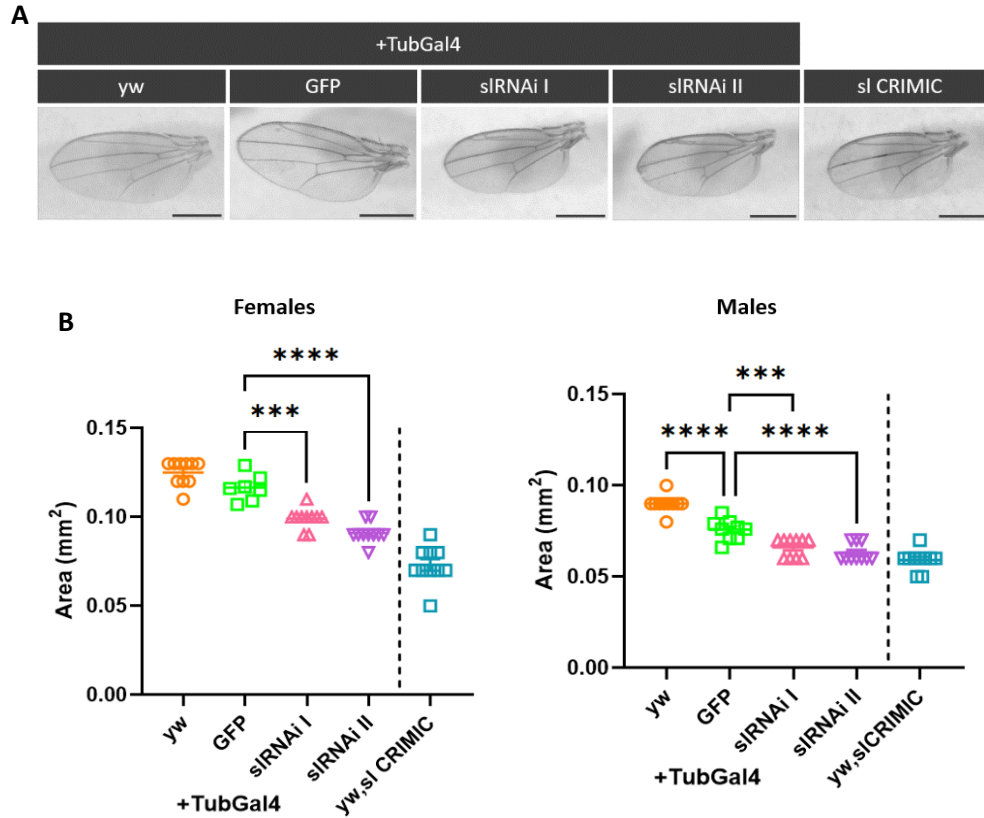 A
+TubGal4
yw GFP slRNAi I slRNAi II sl CRIMIC
B
Females
Area (mm²)
0.15
0.10
0.05
0.00
****
***
yw GFP slRNAi I slRNAi II yw,sl CRIMIC
+TubGal4
Males
Area (mm²)
0.15
0.10
0.05
0.00
***
**** ****
yw GFP slRNAi I slRNAi II yw,slCRIMIC
+TubGal4